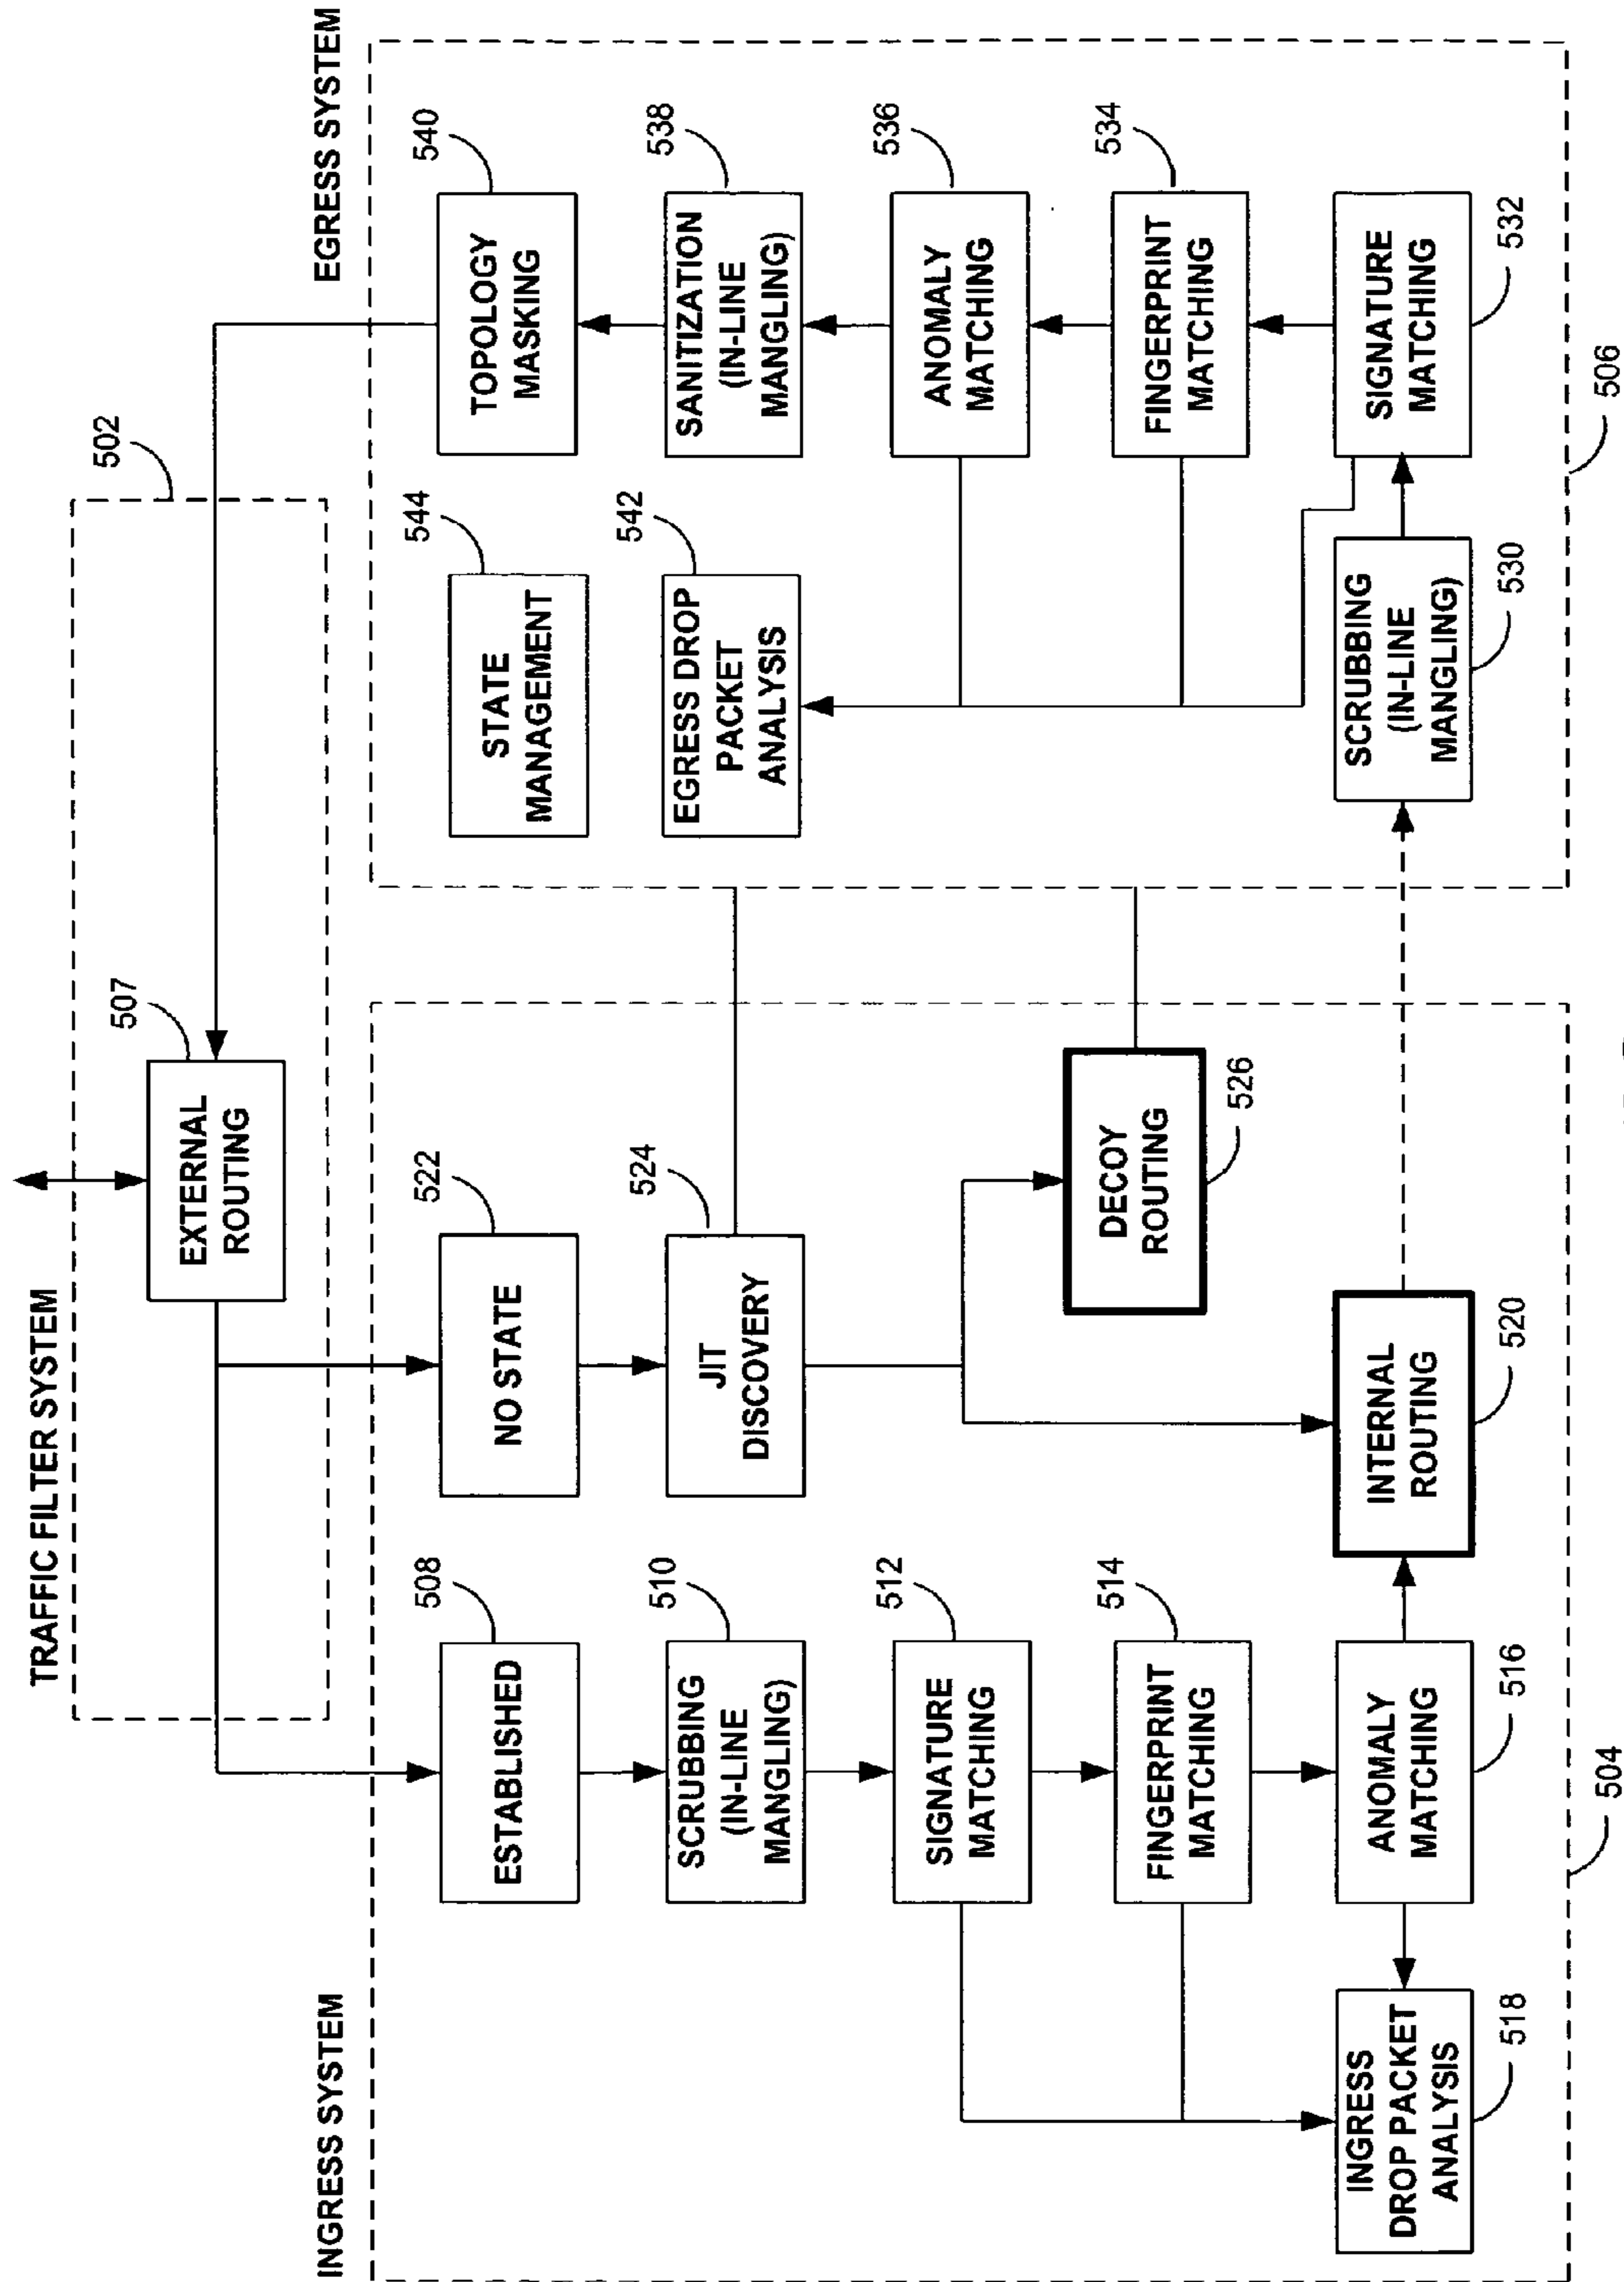 TRAFFIC FILTER SYSTEM
502
507
EXTERNAL
ROUTING
INGRESS SYSTEM
EGRESS SYSTEM
508
ESTABLISHED
522
NO STATE
544
STATE
MANAGEMENT
540
TOPOLOGY
MASKING
510
SCRUBBING
(IN-LINE
MANGLING)
524
JIT
DISCOVERY
542
EGRESS DROP
PACKET
ANALYSIS
538
SANITIZATION
(IN-LINE
MANGLING)
512
SIGNATURE
MATCHING
536
ANOMALY
MATCHING
514
FINGERPRINT
MATCHING
DECOY
ROUTING
526
534
FINGERPRINT
MATCHING
INGRESS
DROP PACKET
ANALYSIS
518
ANOMALY
MATCHING
516
INTERNAL
ROUTING
520
SCRUBBING
(IN-LINE
MANGLING)
530
SIGNATURE
MATCHING
532
504
506